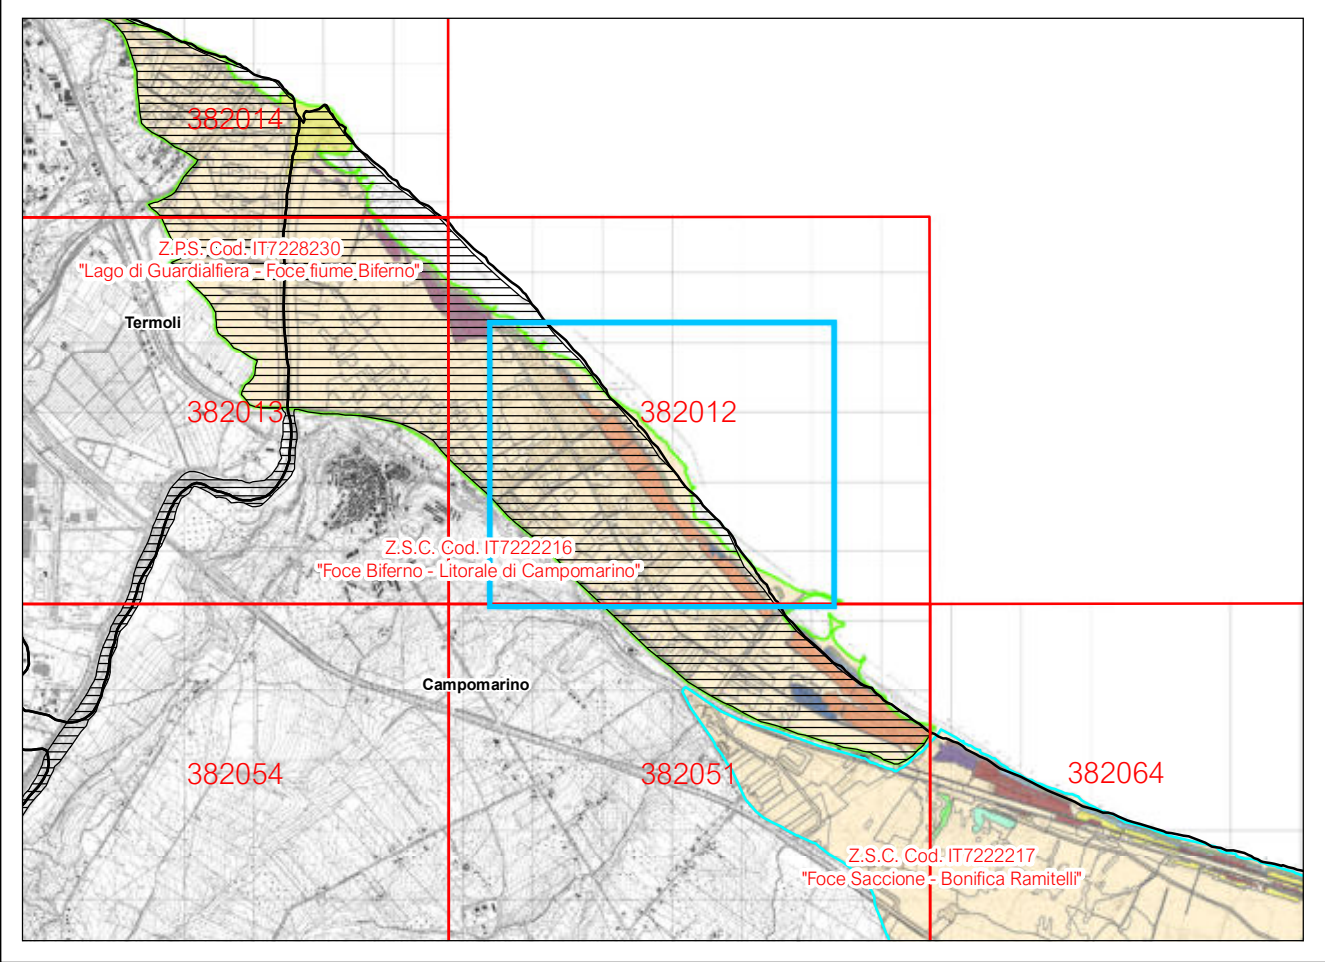 382014
Z.P.S. Cod. IT7228230
"Lago di Guardialfiera - Foce fiume Biferno"
Termoli
382013
382012
Z.S.C. Cod. IT7222216
"Foce Biferno - Litorale di Campomarino"
Campomarino
382054
382051
382064
Z.S.C. Cod. IT7222217
"Foce Saccione - Bonifica Ramitelli"